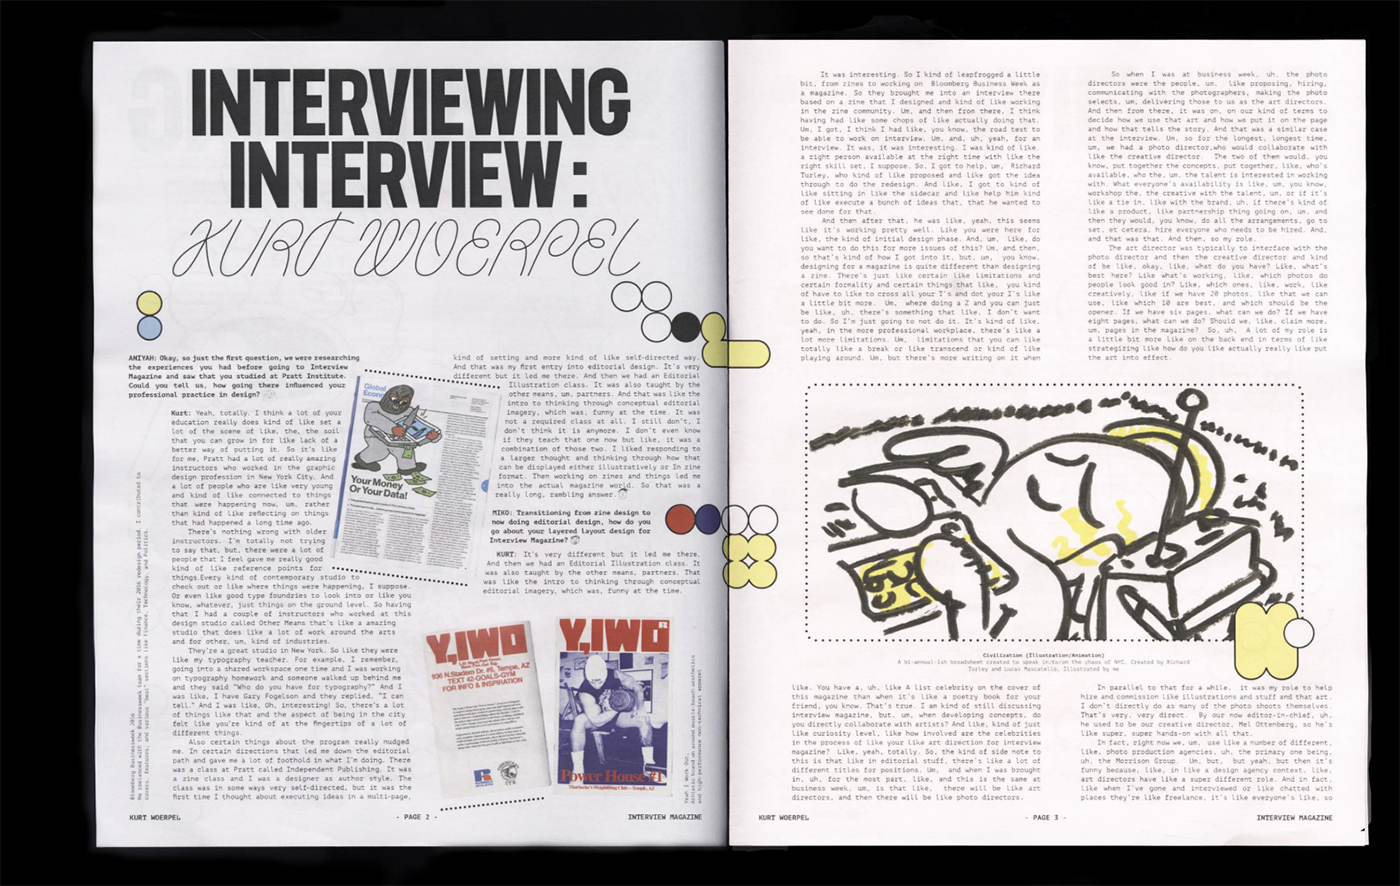 INTERVIEWING
INTERVIEW:
KURT WOERPEL
ANIYAH: Okay, so just the first question, we were researching
the experiences you had before going to Interview
Magazine and saw that you studied at Pratt Institute.
Could you tell us, how going there influenced your
professional practice in design?
Kurt: Yeah, totally. I think a lot of your
education really does kind of like set a
lot of the scene of like, the, the soil
that you can grow in for like lack of a
better way of putting it. So it's like
for me, Pratt had a lot of really amazing
instructors who worked in the graphic
design profession in New York City. And
a lot of people who are like very young
and kind of like connected to things
that were happening now, um, rather
than kind of like reflecting on things
that had happened a long time ago.
There's nothing wrong with older
instructors. I'm totally not trying
to say that, but, there were a lot of
people that I feel gave me really good
kind of like reference points for
things.Every kind of contemporary studio to
check out or like where things were happening, I suppose.
Or even like good type foundries to look into or like you
know, whatever, just things on the ground level. So having
that I had a couple of instructors who worked at this
design studio called Other Means that's like a amazing
studio that does like a lot of work around the arts
and for other, um, kind of industries.
They're a great studio in New York. So like they were
like my typography teacher. For example, I remember,
going into a shared workspace one time and I was working
on typography homework and someone walked up behind me
and they said "Who do you have for typography?" And I
was like, I have Gary Fogelson and they replied, "I can
tell." And I was like, Oh, interesting! So, there's a lot
of things like that and the aspect of being in the city
felt like you're kind of at the fingertips of a lot of
different things.
Also certain things about the program really nudged
me. In certain directions that led me down the editorial
path and gave me a lot of foothold in what I'm doing. There
was a class at Pratt called Independent Publishing. It was
a zine class and I was a designer as author style. The
class was in some ways very self-directed, but it was the
first time I thought about executing ideas in a multi-page,
kind of setting and more kind of like self-directed way.
And that was my first entry into editorial design. It's very
different but it led me there. And then we had an Editorial
Illustration class. It was also taught by the
other means, um, partners. And that was like the
intro to thinking through conceptual editorial
imagery, which was, funny at the time. It was
not a required class at all. I still don't, I
don't think it is anymore. I don't even know
if they teach that one now but like, it was a
combination of those two. I liked responding to
a larger thought and thinking through how that
can be displayed either illustratively or In zine
format. Then working on zines and things led me
into the actual magazine world. So that was a
really long, rambling answer.
MIKO: Transitioning from zine design to
now doing editorial design, how do you
go about your layered layout design for
Interview Magazine?
KURT: It's very different but it led me there.
And then we had an Editorial Illustration class. It
was also taught by the other means, partners. That
was like the intro to thinking through conceptual
editorial imagery, which was, funny at the time.
Global
Econ
Your Money
Or Your Data!
Y,IWO
936 N.Stadem Dr. #5, Tempe, AZ
TEXT 42-GOALS-GYM
FOR INFO & INSPIRATION
Y,IWO
Power House #1
Bloomberg Businessweek 2016
KURT WOERPEL
- PAGE 2 -
INTERVIEW MAGAZINE
It was interesting. So I kind of leapfrogged a little
bit, from zines to working on Bloomberg Business Week as
a magazine. So they brought me into an interview there
based on a zine that I designed and kind of like working
in the zine community. Um, and then from there, I think
having had like some chops of like actually doing that.
Um, I got, I think I had like, you know, the road test to
be able to work on interview. Um, and, uh, yeah, for an
interview. It was, it was interesting. I was kind of like.
a right person available at the right time with like the
right skill set, I suppose. So, I got to help, um, Richard
Turley, who kind of like proposed and like got the idea
through to do the redesign. And like, I got to kind of
like sitting in like the sidecar and like help him kind
of like execute a bunch of ideas that, that he wanted to
see done for that.
And then after that, he was like, yeah, this seems
like it's working pretty well. Like you were here for
like, the kind of initial design phase. And, um, like, do
you want to do this for more issues of this? Um, and then,
so that's kind of how I got into it, but, um, you know,
designing for a magazine is quite different than designing
a zine. There's just like certain like limitations and
certain formality and certain things that like, you kind
of have to like to cross all your T's and dot your I's like
a little bit more. Um, where doing a Z and you can just
be like, uh, there's something that like, I don't want
to do. So I'm just going to not do it. It's kind of like,
yeah, in the more professional workplace, there's like a
lot more limitations. Um, limitations that you can like
totally like a break or like transcend or like kind of
playing around. Um, but there's more writing on it when
So when I was at business week, uh, the photo
directors were the people, um, like proposing, hiring,
communicating with the photographers, making the photo
selects, um, delivering those to us as the art directors.
And then from there, it was on, on our kind of terms to
decide how we use that art and how we put it on the page
and how that tells the story. And that was a similar case
at the interview. Um, so for the longest, longest time,
um, we had a photo director,who would collaborate with
like the creative director. The two of them would, you
know, put together the concepts, put together, like, who's
available, who the, um, the talent is interested in working
with. What everyone's availability is like, um, you know,
workshop the, the creative with the talent, um, or if it's
like a tie in, like with the brand, uh, if there's kind of
like a product, like partnership thing going on, um, and
then they would, you know, do all the arrangements, go to
set, et cetera, hire everyone who needs to be hired. And,
and that was that. And then, so my role.
The art director was typically to interface with the
photo director and then the creative director and kind
of be like, okay, like, what do you have? Like, what's
best here? Like what's working, like, which photos do
people look good in? Like, which ones, like, work, like
creatively, like if we have 20 photos, like that we can
use, like which 10 are best, and which should be the
opener. If we have six pages, what can we do? If we have
eight pages, what can we do? Should we, like, claim more,
um, pages in the magazine? So, uh, A lot of my role is
a little bit more like on the back end in terms of like
strategizing like how do you like actually really like put
the art into effect.
Civilization (Illustration/Animation)
A bi-annual-ish broadsheet created to speak in/to/on the chaos of NYC. Created by Richard
Turley and Lucas Mascatello, Illustrated by me
like. You have a, uh, like A list celebrity on the cover of
this magazine than when it's like a poetry book for your
friend, you know. That's true. I am kind of still discussing
interview magazine, but, um, when developing concepts, do
you directly collaborate with artists? And like, kind of just
like curiosity level, like how involved are the celebrities
in the process of like your like art direction for interview
magazine? Like, yeah, totally. So, the kind of side note to
this is that like in editorial stuff, there's like a lot of
different titles for positions. Um, and when I was brought
in, uh, for the most part, like, and this is the same at
business week, um, is that like, there will be like art
directors, and then there will be like photo directors.
In parallel to that for a while, it was my role to help
hire and commission like illustrations and stuff and that art.
I don't directly do as many of the photo shoots themselves.
That's very, very direct. By our now editor-in-chief, uh,
he used to be our creative director, Mel Ottenberg, so he's
like super, super hands-on with all that.
In fact, right now we, um, use like a number of different,
like, photo production agencies, uh, the primary one being,
uh, the Morrison Group. Um, but, but yeah, but then it's
funny because, like, in like a design agency context, like,
art directors have like a super different role. And in fact,
like when I've gone and interviewed or like chatted with
places they're like freelance, it's like everyone's like, so
KURT WOERPEL
- PAGE 3 -
INTERVIEW MAGAZINE